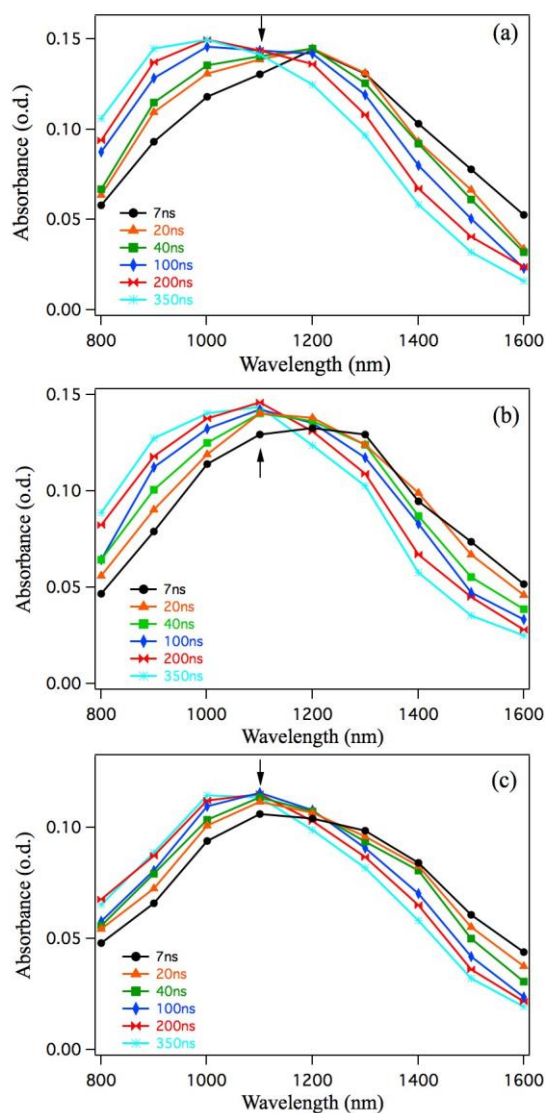 (a)
Absorbance (o.d.)
0.15
0.10
0.05
0.00
7ns
20ns
40ns
100ns
200ns
350ns
800 1000 1200 1400 1600
Wavelength (nm)
(b)
Absorbance (o.d.)
0.15
0.10
0.05
0.00
7ns
20ns
40ns
100ns
200ns
350ns
800 1000 1200 1400 1600
Wavelength (nm)
(c)
Absorbance (o.d.)
0.10
0.05
0.00
7ns
20ns
40ns
100ns
200ns
350ns
800 1000 1200 1400 1600
Wavelength (nm)